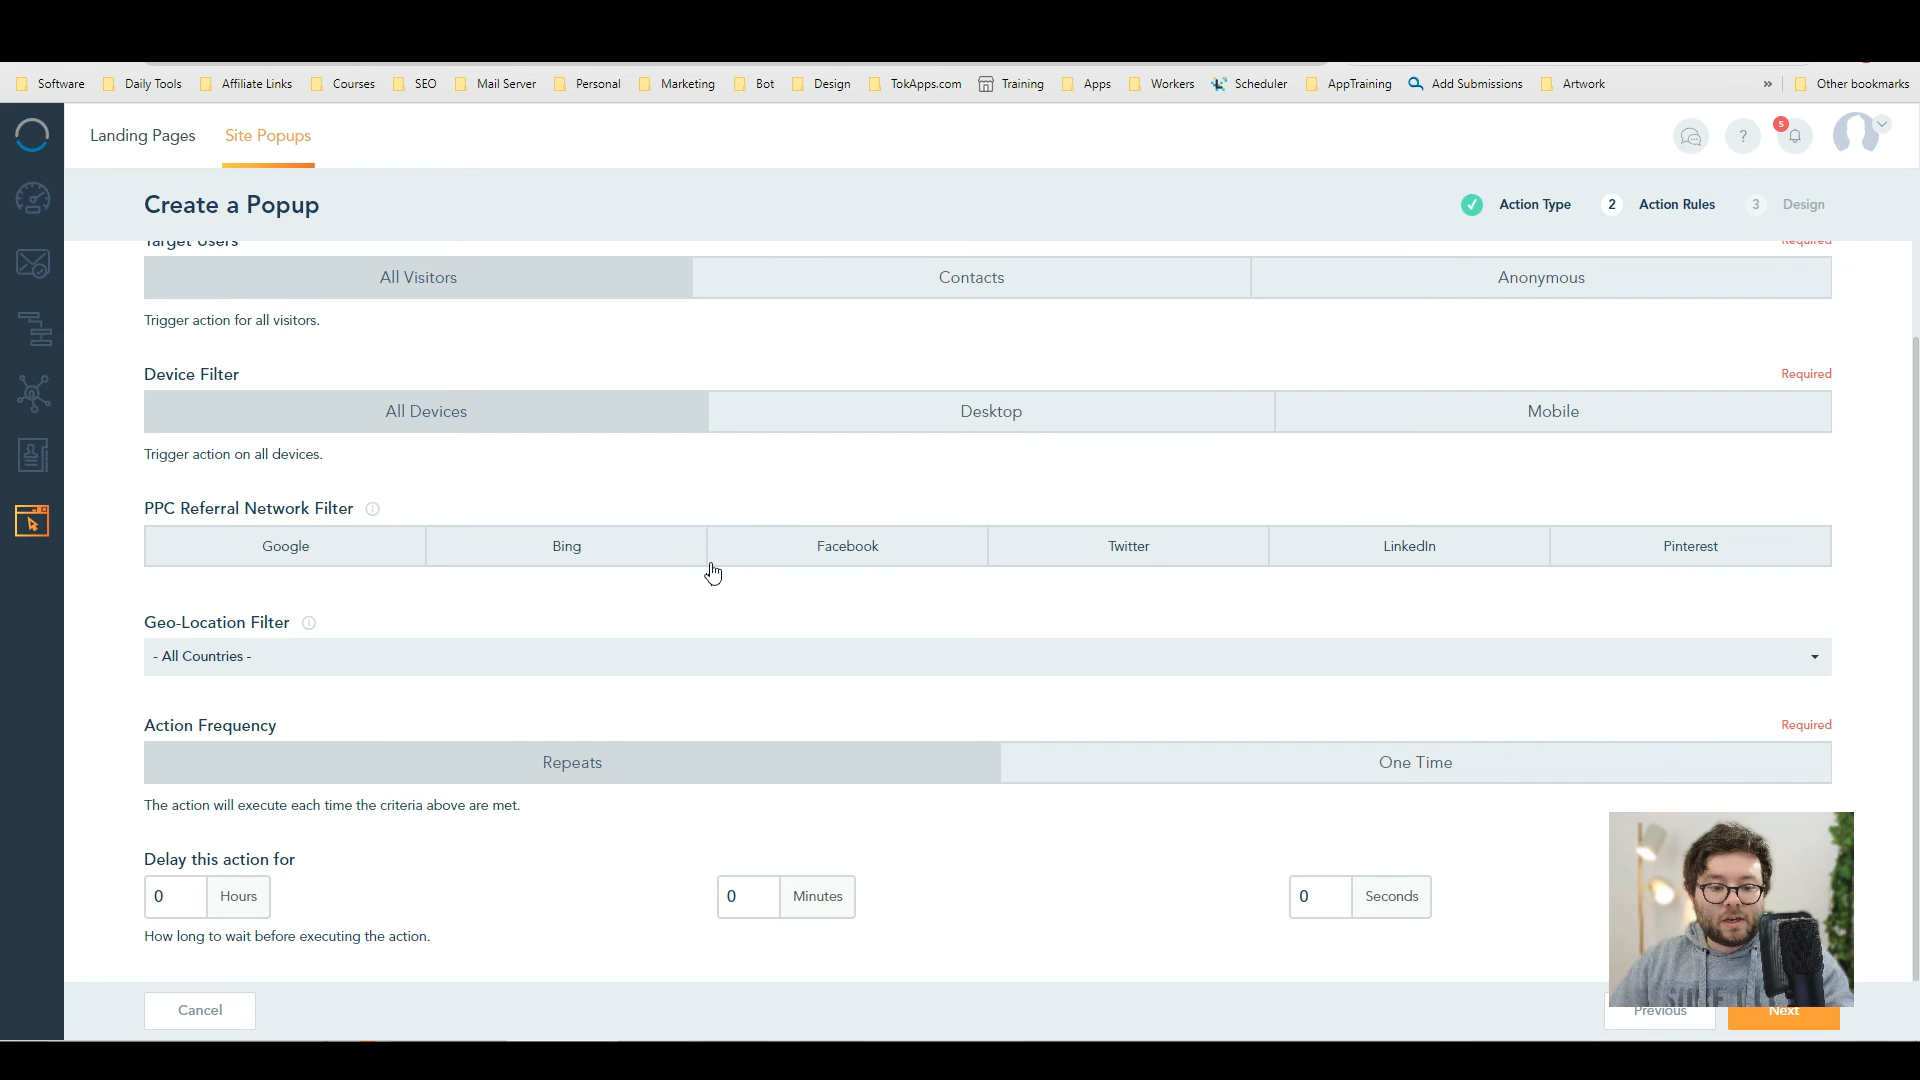 Software Daily Tools Affiliate Links Courses SEO Mail Server Personal Marketing Bot Design TokApps.com Training Apps Workers Scheduler AppTraining Add Submissions Artwork » Other bookmarks
Landing Pages Site Popups ? 5
Create a Popup Action Type 2 Action Rules 3 Design
Target Users Required
All Visitors Contacts Anonymous
Trigger action for all visitors.
Device Filter Required
All Devices Desktop Mobile
Trigger action on all devices.
PPC Referral Network Filter
Google Bing Facebook Twitter LinkedIn Pinterest
Geo-Location Filter
- All Countries -
Action Frequency Required
Repeats One Time
The action will execute each time the criteria above are met.
Delay this action for
0 Hours 0 Minutes 0 Seconds
How long to wait before executing the action.
Cancel Previous Next